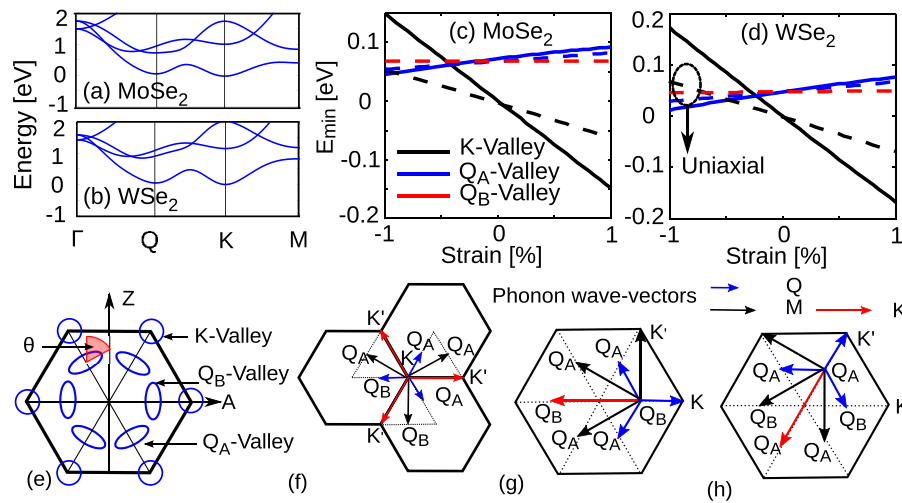 Energy [eV]
2
1
0
-1
(a) MoSe2
2
1
0
-1
(b) WSe2
Γ Q K M
Emin [eV]
0.1
0
-0.1
-0.2
(c) MoSe2
K-Valley
QA-Valley
QB-Valley
-1 0 1
Strain [%]
0.2
0.1
0
-0.1
-0.2
(d) WSe2
Uniaxial
-1 0 1
Strain [%]
Z
θ
K-Valley
QB-Valley
A
QA-Valley
(e)
K'
QA
K
QA
QB
K'
QA
K'
QB
(f)
Phonon wave-vectors
Q
M
K
K'
QA
QA
QB
QB
K
QA
QA
(g)
K'
QA
QA
QB
QB
K
QA
QA
(h)